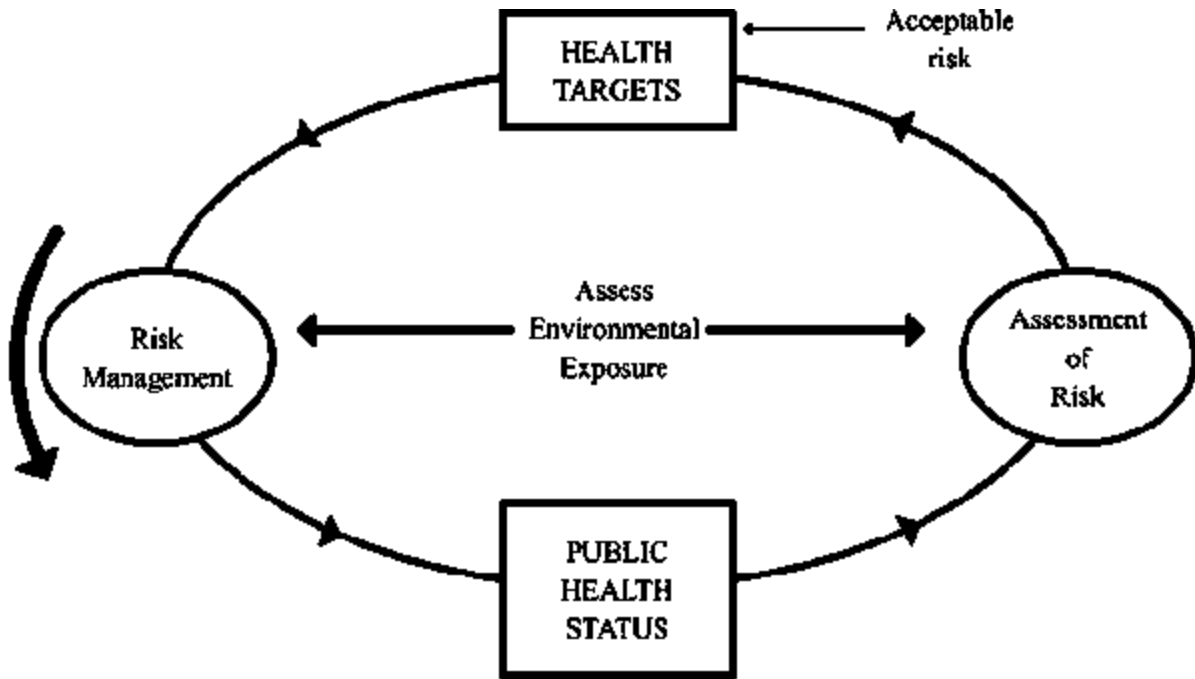 Acceptable
risk
HEALTH
TARGETS
Assess
Environmental
Exposure
Risk
Management
Assessment
of
Risk
PUBLIC
HEALTH
STATUS